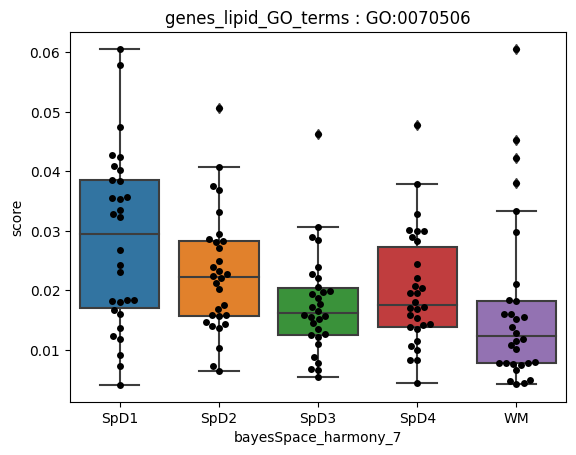 genes_lipid_GO_terms : GO:0070506
0.06
0.05
0.04
0.03
0.02
0.01
score
SpD1 SpD2 SpD3 SpD4 WM
bayesSpace_harmony_7